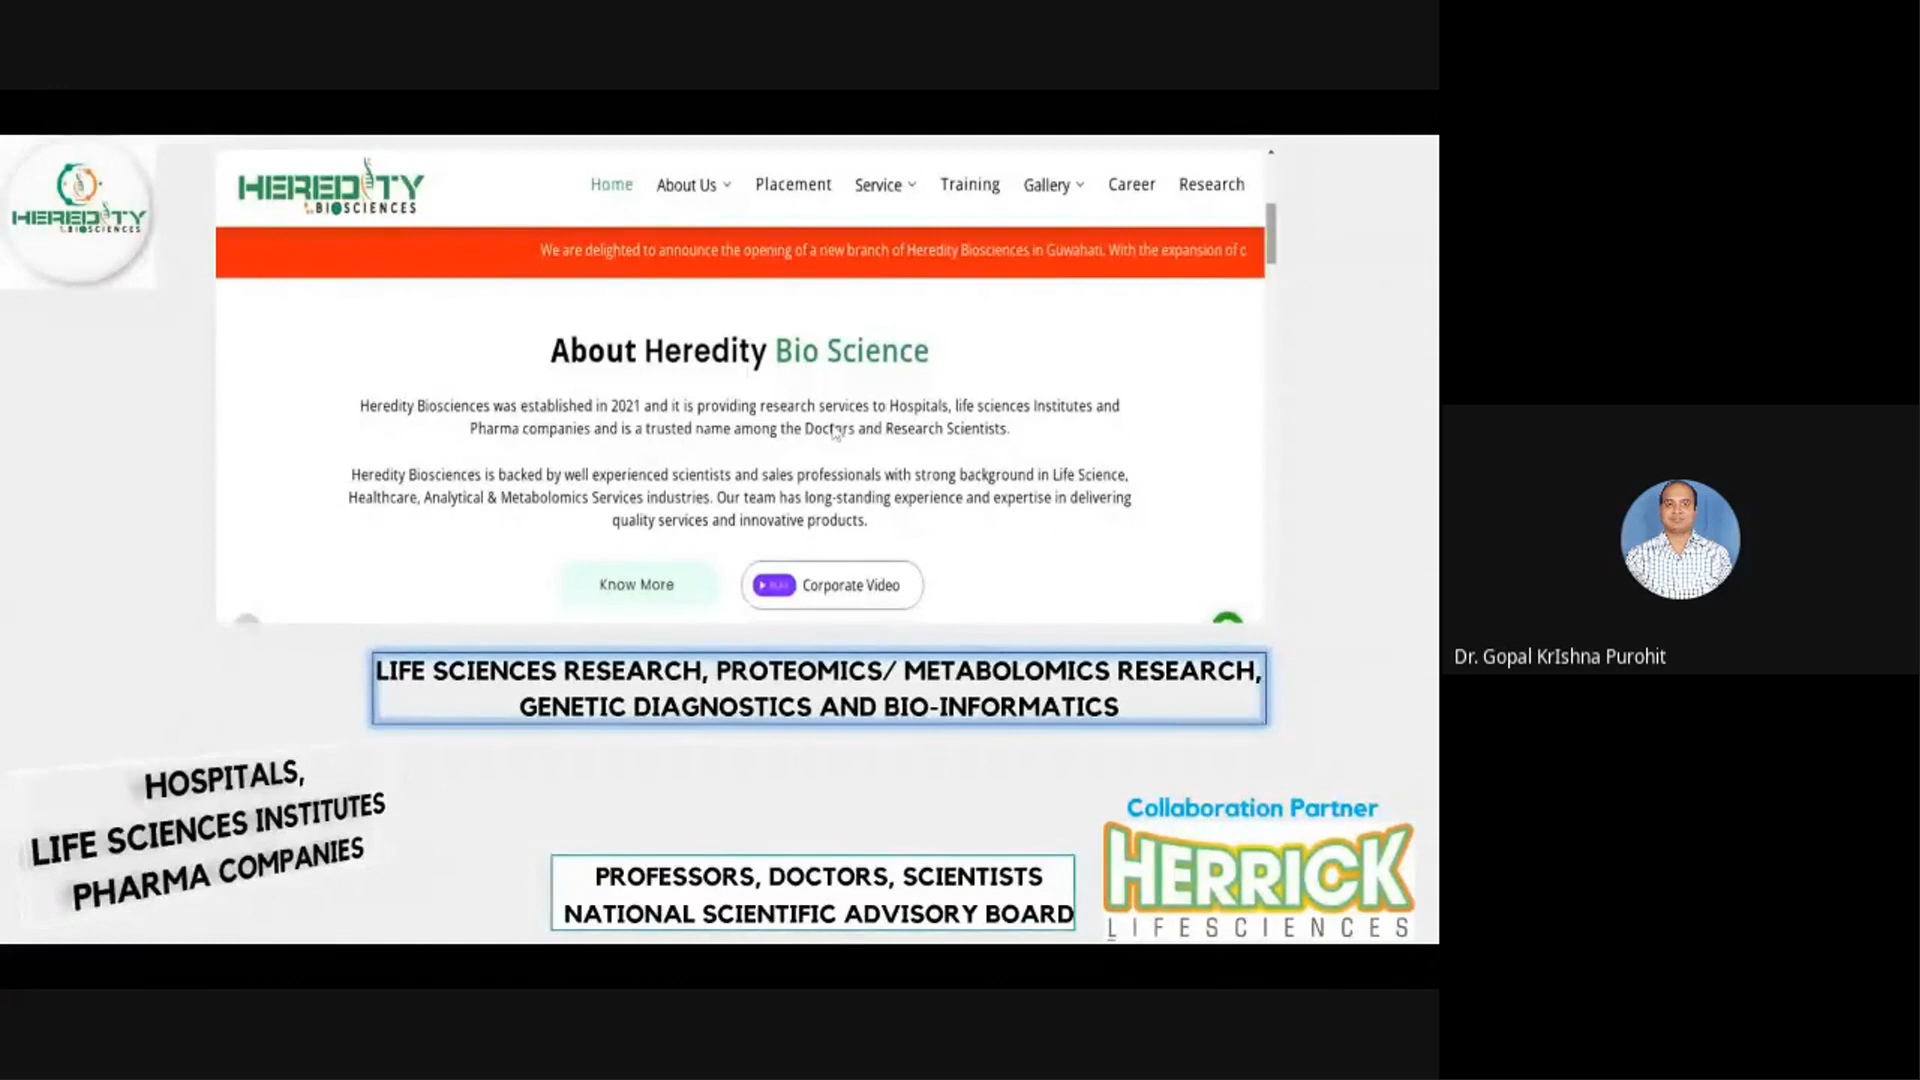 HEREDITY
BIOSCIENCES
HEREDITY
BIOSCIENCES
Home About Us Placement Service Training Gallery Career Research
We are delighted to announce the opening of a new branch of Heredity Biosciences in Guwahati. With the expansion of c
About Heredity Bio Science
Heredity Biosciences was established in 2021 and it is providing research services to Hospitals, life sciences Institutes and
Pharma companies and is a trusted name among the Doctors and Research Scientists.
Heredity Biosciences is backed by well experienced scientists and sales professionals with strong background in Life Science,
Healthcare, Analytical & Metabolomics Services industries. Our team has long-standing experience and expertise in delivering
quality services and innovative products.
Know More
Corporate Video
LIFE SCIENCES RESEARCH, PROTEOMICS/ METABOLOMICS RESEARCH,
GENETIC DIAGNOSTICS AND BIO-INFORMATICS
HOSPITALS,
LIFE SCIENCES INSTITUTES
PHARMA COMPANIES
PROFESSORS, DOCTORS, SCIENTISTS
NATIONAL SCIENTIFIC ADVISORY BOARD
Collaboration Partner
HERRICK
LIFESCIENCES
Dr. Gopal KrIshna Purohit